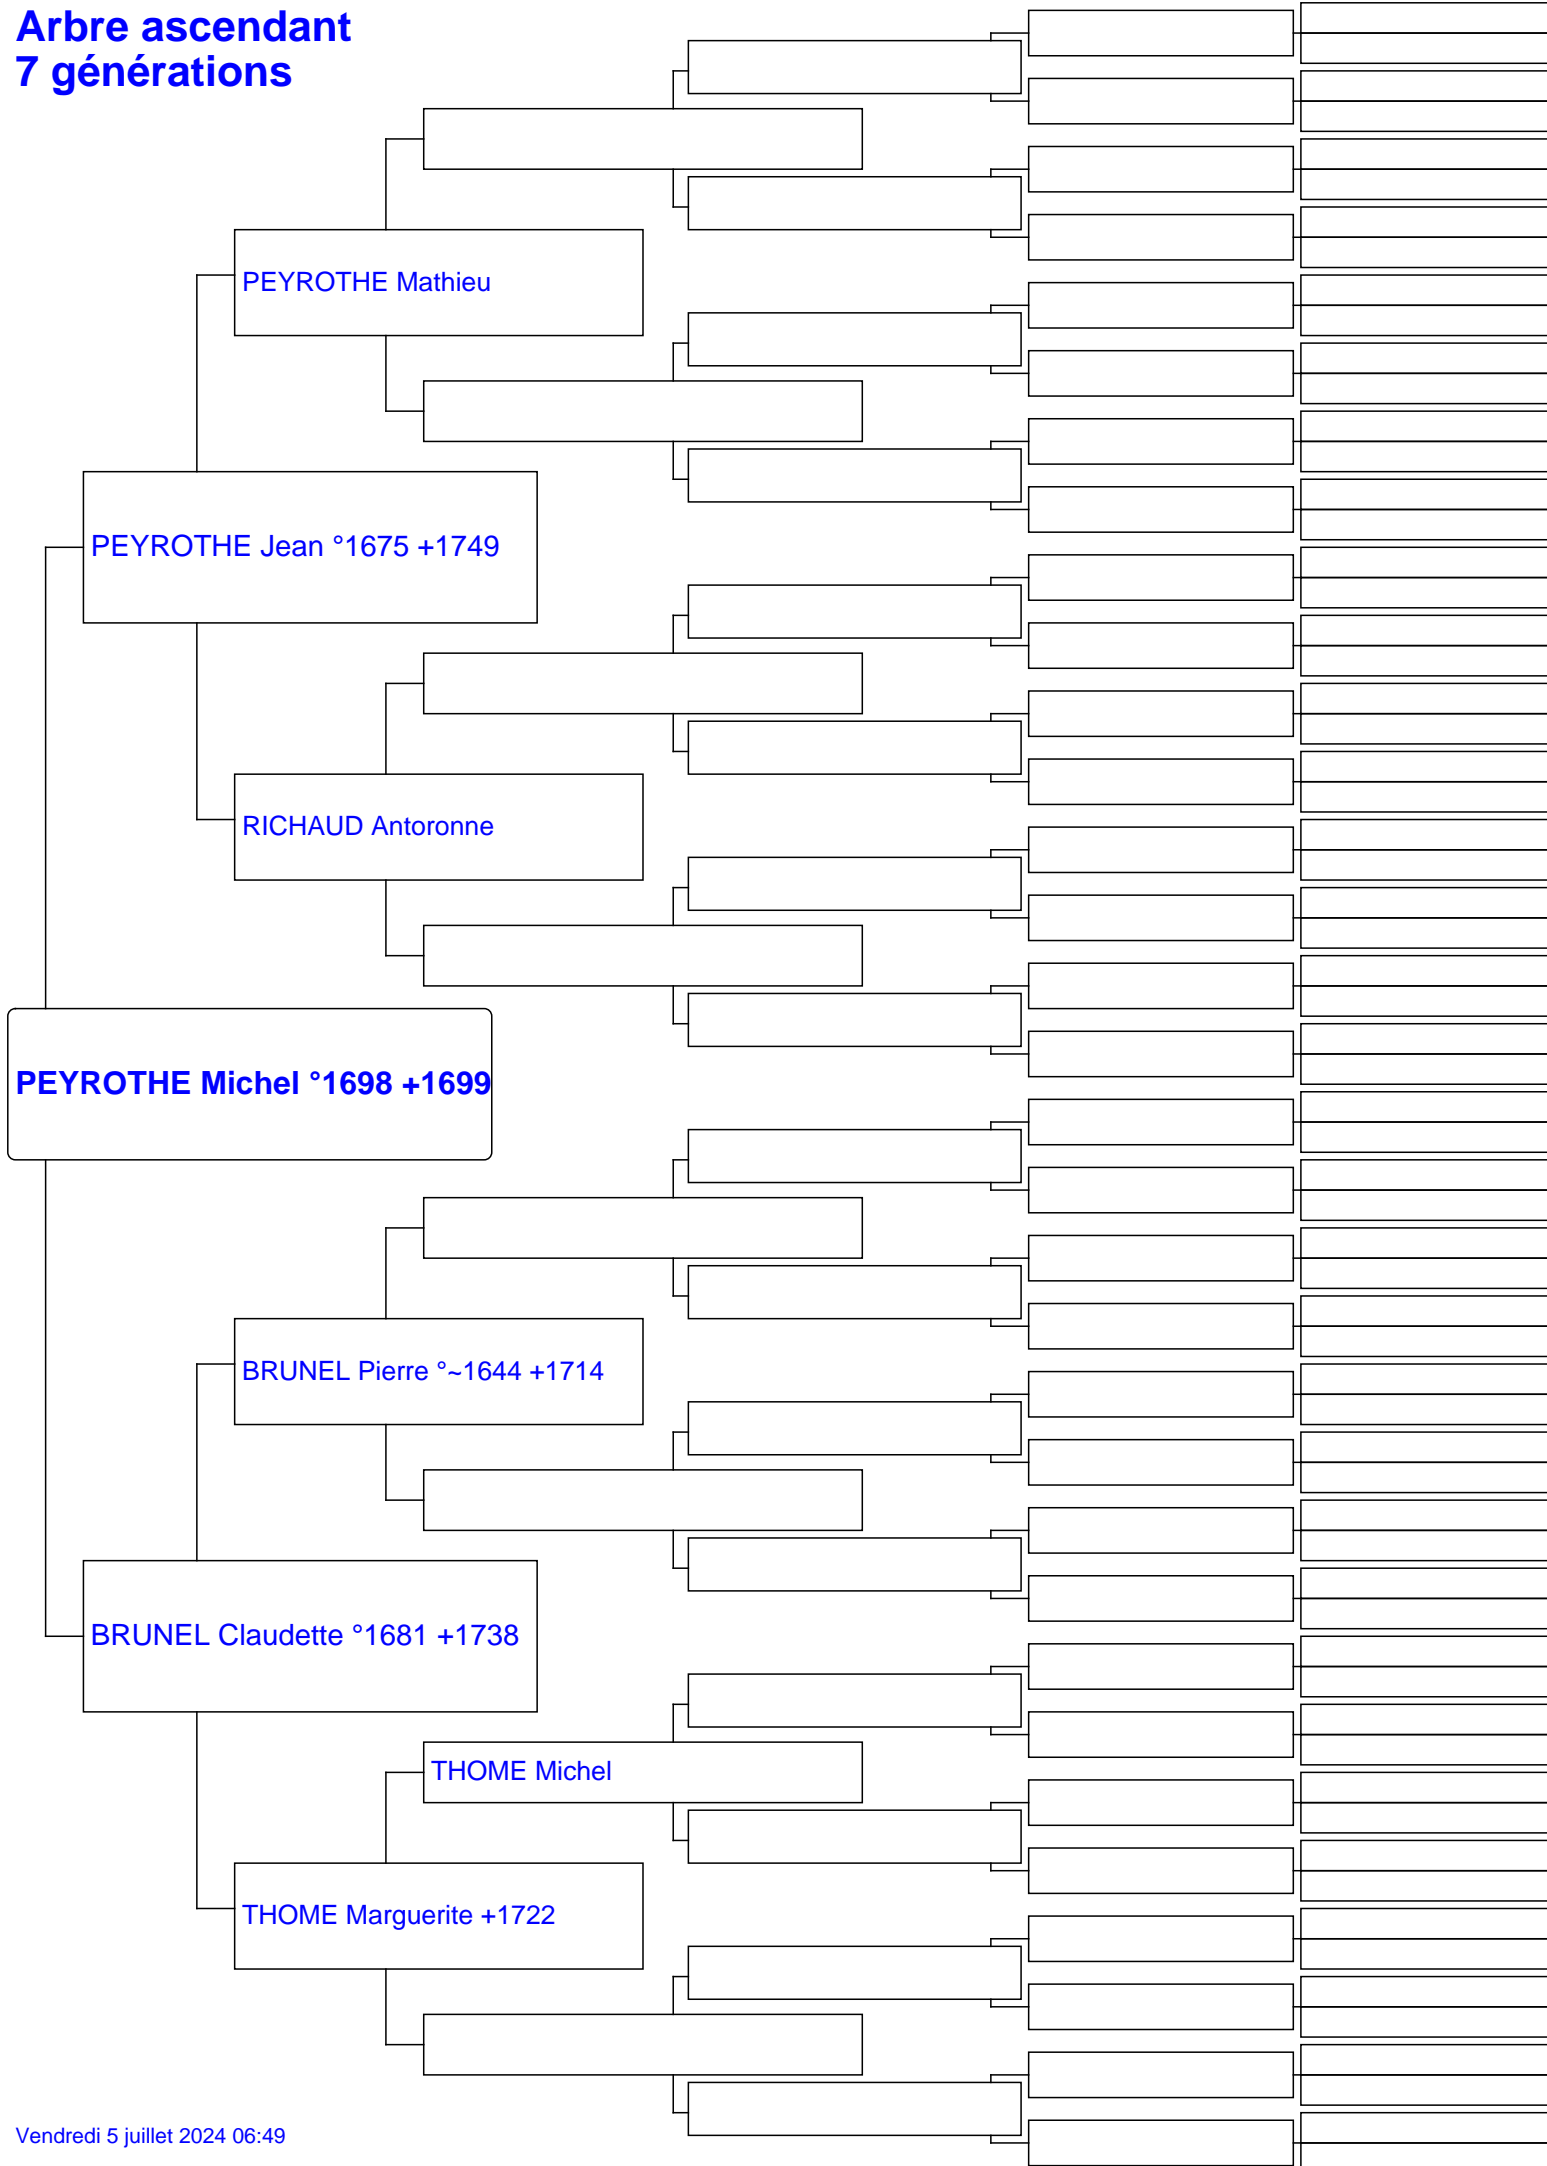 Arbre ascendant
7 générations
PEYROTHE Mathieu
PEYROTHE Jean °1675 +1749
RICHAUD Antoronne
PEYROTHE Michel °1698 +1699
BRUNEL Pierre °~1644 +1714
BRUNEL Claudette °1681 +1738
THOME Michel
THOME Marguerite +1722
Vendredi 5 juillet 2024 06:49